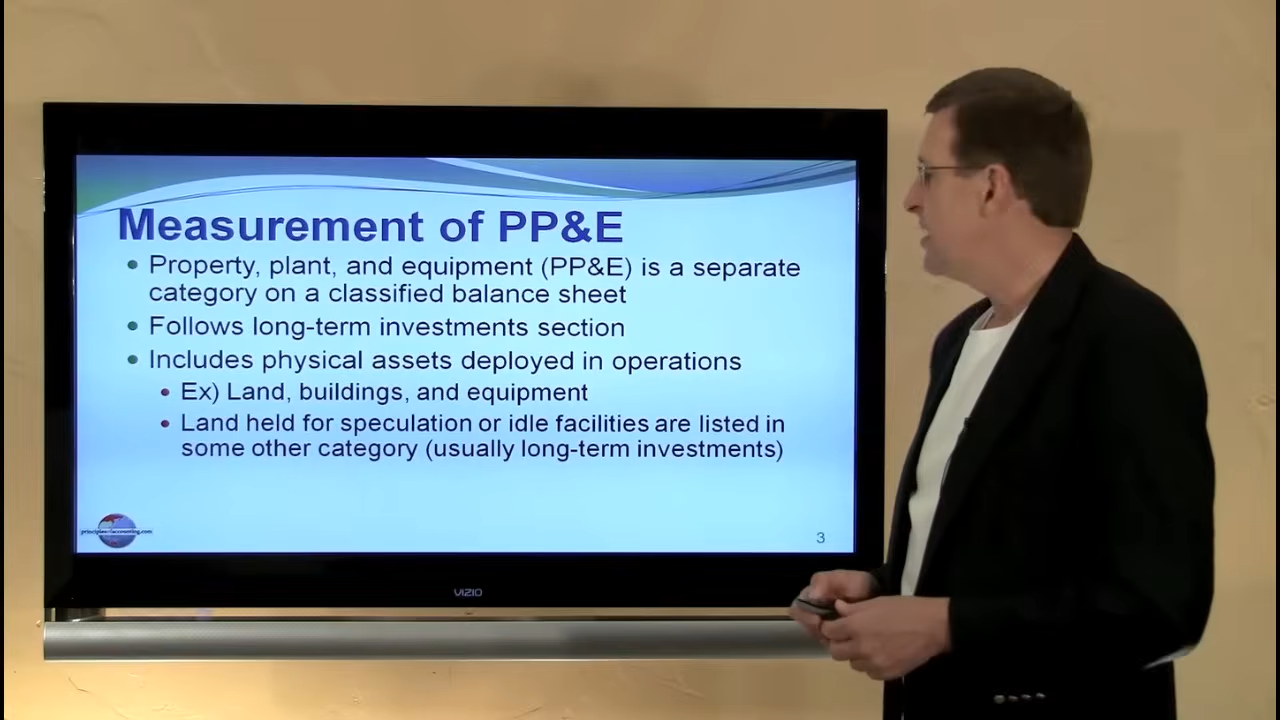 Measurement of PP&E
• Property, plant, and equipment (PP&E) is a separate
category on a classified balance sheet
• Follows long-term investments section
• Includes physical assets deployed in operations
• Ex) Land, buildings, and equipment
• Land held for speculation or idle facilities are listed in
some other category (usually long-term investments)
principlesofaccounting.com
3
VIZIO